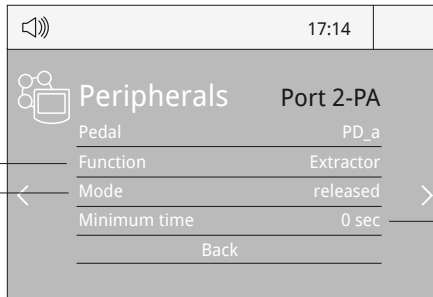 17:14
Peripherals Port 2-PA
Pedal PD_a
Function Extractor
Mode released
Minimum time 0 sec
Back